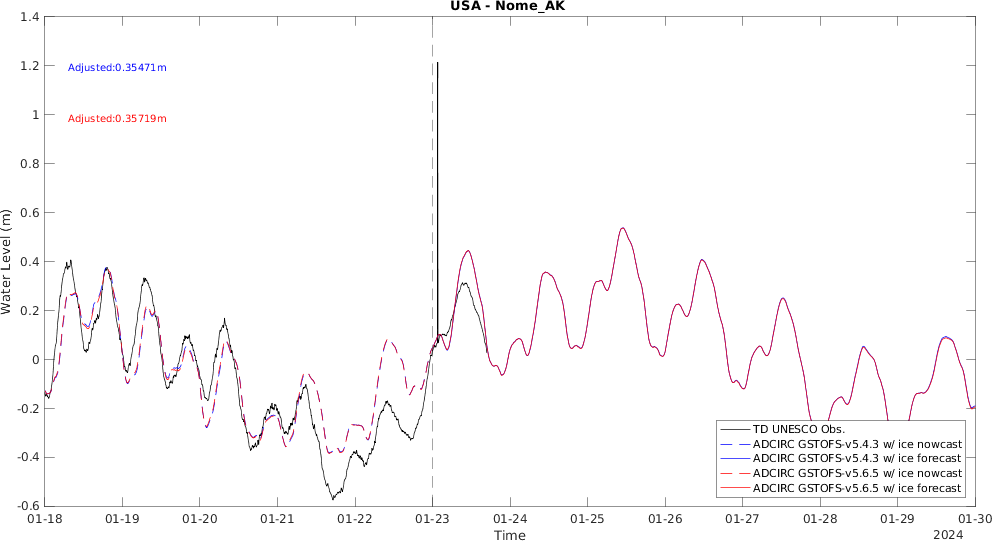 USA - Nome_AK
1.4
1.2
1
0.8
0.6
0.4
0.2
0
-0.2
-0.4
-0.6
Water Level (m)
Adjusted:0.35471m
Adjusted:0.35719m
TD UNESCO Obs.
ADCIRC GSTOFS-v5.4.3 w/ ice nowcast
ADCIRC GSTOFS-v5.4.3 w/ ice forecast
ADCIRC GSTOFS-v5.6.5 w/ ice nowcast
ADCIRC GSTOFS-v5.6.5 w/ ice forecast
01-18 01-19 01-20 01-21 01-22 01-23 01-24 01-25 01-26 01-27 01-28 01-29 01-30
Time
2024